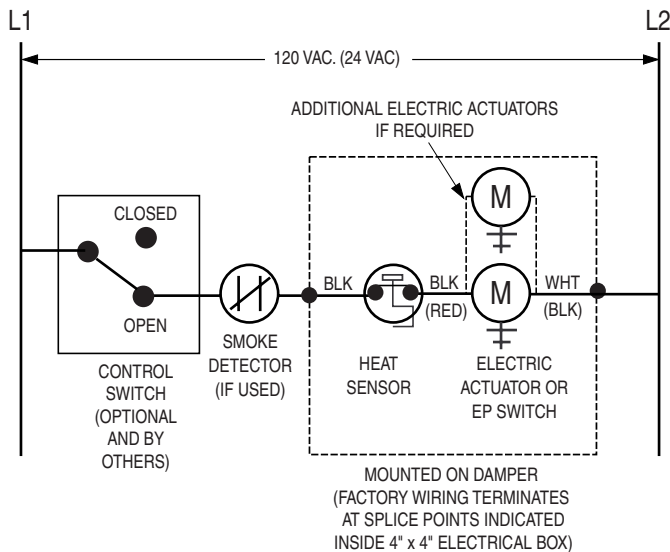 L1
L2
120 VAC. (24 VAC)
ADDITIONAL ELECTRIC ACTUATORS
IF REQUIRED
CLOSED
OPEN
CONTROL
SWITCH
(OPTIONAL
AND BY
OTHERS)
SMOKE
DETECTOR
(IF USED)
BLK
HEAT
SENSOR
BLK
(RED)
M
M
WHT
(BLK)
ELECTRIC
ACTUATOR OR
EP SWITCH
MOUNTED ON DAMPER
(FACTORY WIRING TERMINATES
AT SPLICE POINTS INDICATED
INSIDE 4" x 4" ELECTRICAL BOX)